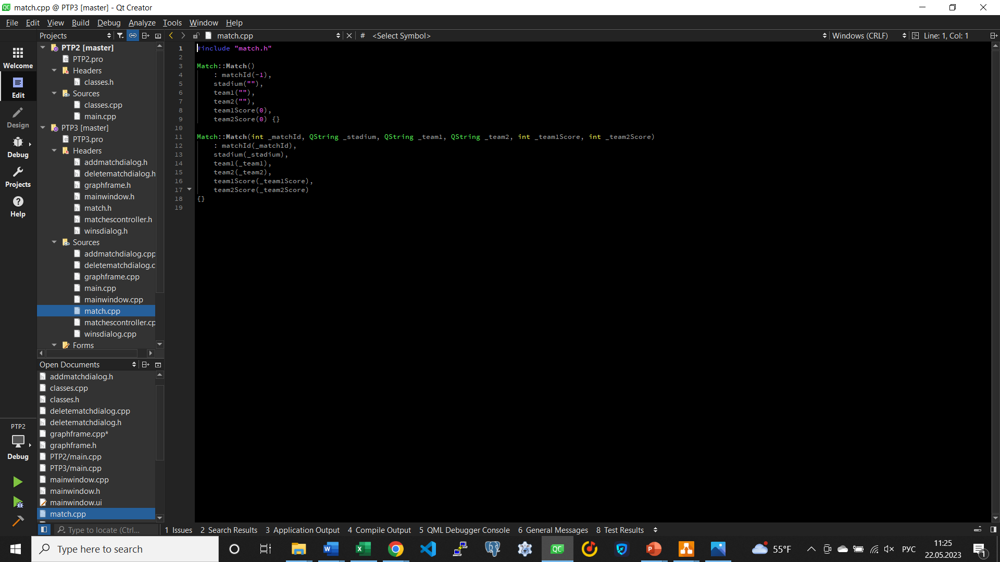 match.cpp @ PTP3 [master] - Qt Creator
File Edit View Build Debug Analyze Tools Window Help
Projects
match.cpp
# <Select Symbol>
Windows (CRLF)
Line: 1, Col: 1
Welcome
Edit
Design
Debug
Projects
Help
PTP2 [master]
PTP2.pro
Headers
classes.h
Sources
classes.cpp
main.cpp
PTP3 [master]
PTP3.pro
Headers
addmatchdialog.h
deletematchdialog.h
graphframe.h
mainwindow.h
match.h
matchescontroller.h
winsdialog.h
Sources
addmatchdialog.cpp
deletematchdialog.c
graphframe.cpp
main.cpp
mainwindow.cpp
match.cpp
matchescontroller.cp
winsdialog.cpp
Forms
Open Documents
addmatchdialog.h
classes.cpp
classes.h
deletematchdialog.cpp
deletematchdialog.h
graphframe.cpp*
graphframe.h
PTP2/main.cpp
PTP3/main.cpp
mainwindow.cpp
mainwindow.h
mainwindow.ui
match.cpp
PTP2
Debug
1 #include "match.h"
2
3 Match::Match()
4 : matchId(-1),
5 stadium(""),
6 team1(""),
7 team2(""),
8 team1Score(0),
9 team2Score(0) {}
10
11 Match::Match(int _matchId, QString _stadium, QString _team1, QString _team2, int _team1Score, int _team2Score)
12 : matchId(_matchId),
13 stadium(_stadium),
14 team1(_team1),
15 team2(_team2),
16 team1Score(_team1Score),
17 team2Score(_team2Score)
18 {}
19
Type to locate (Ctrl...
1 Issues 2 Search Results 3 Application Output 4 Compile Output 5 QML Debugger Console 6 General Messages 8 Test Results
Type here to search
55°F
РУС
11:25
22.05.2023
1